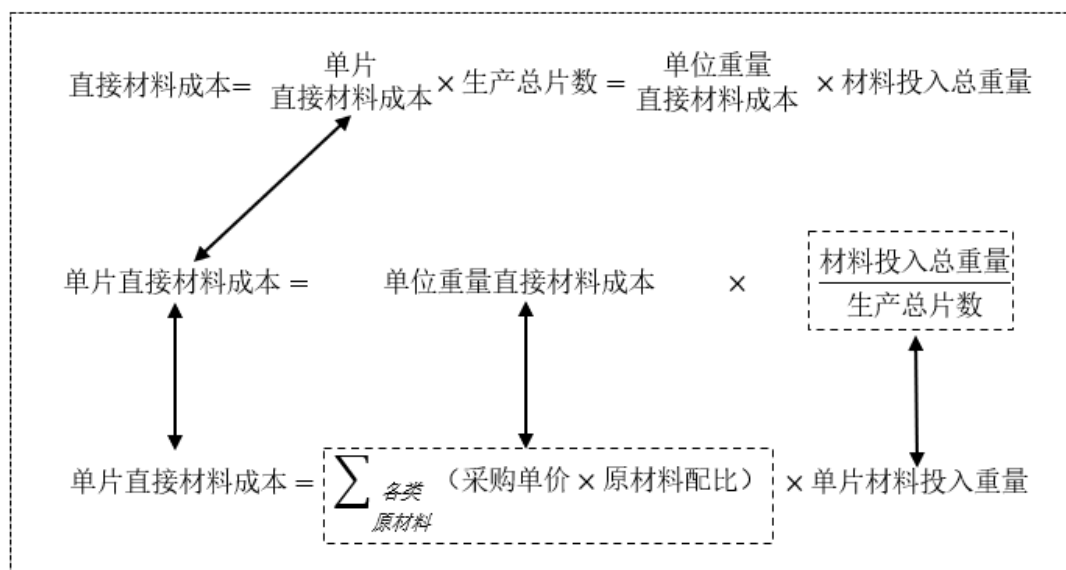 直接材料成本= 单片直接材料成本 × 生产总片数 = 单位重量直接材料成本 × 材料投入总重量
单片直接材料成本 = 单位重量直接材料成本 × 材料投入总重量
生产总片数
单片直接材料成本 = ∑各类原材料 （采购单价 × 原材料配比） × 单片材料投入重量